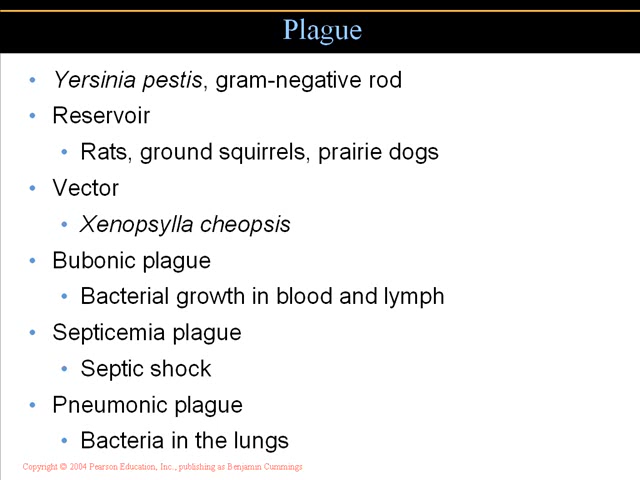 Plague
• Yersinia pestis, gram-negative rod
• Reservoir
• Rats, ground squirrels, prairie dogs
• Vector
• Xenopsylla cheopsis
• Bubonic plague
• Bacterial growth in blood and lymph
• Septicemia plague
• Septic shock
• Pneumonic plague
• Bacteria in the lungs
Copyright © 2004 Pearson Education, Inc., publishing as Benjamin Cummings